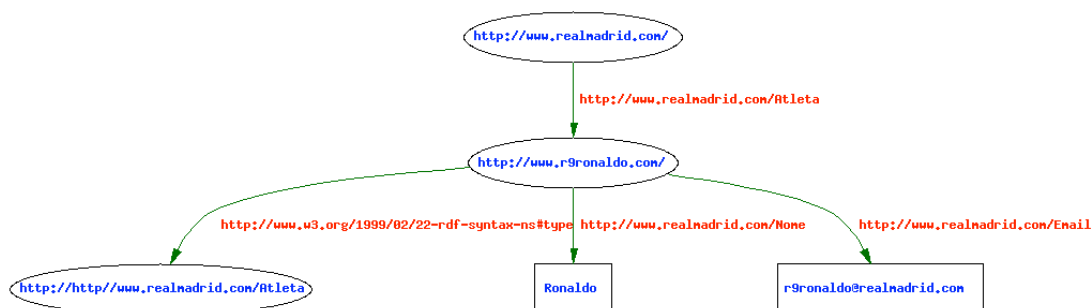 http://www.realmadrid.com/
http://www.realmadrid.com/Atleta
http://www.r9ronaldo.com/
http://www.w3.org/1999/02/22-rdf-syntax-ns#type
http://www.realmadrid.com/Nome
http://www.realmadrid.com/Email
http://http//www.realmadrid.com/Atleta
Ronaldo
r9ronaldo@realmadrid.com